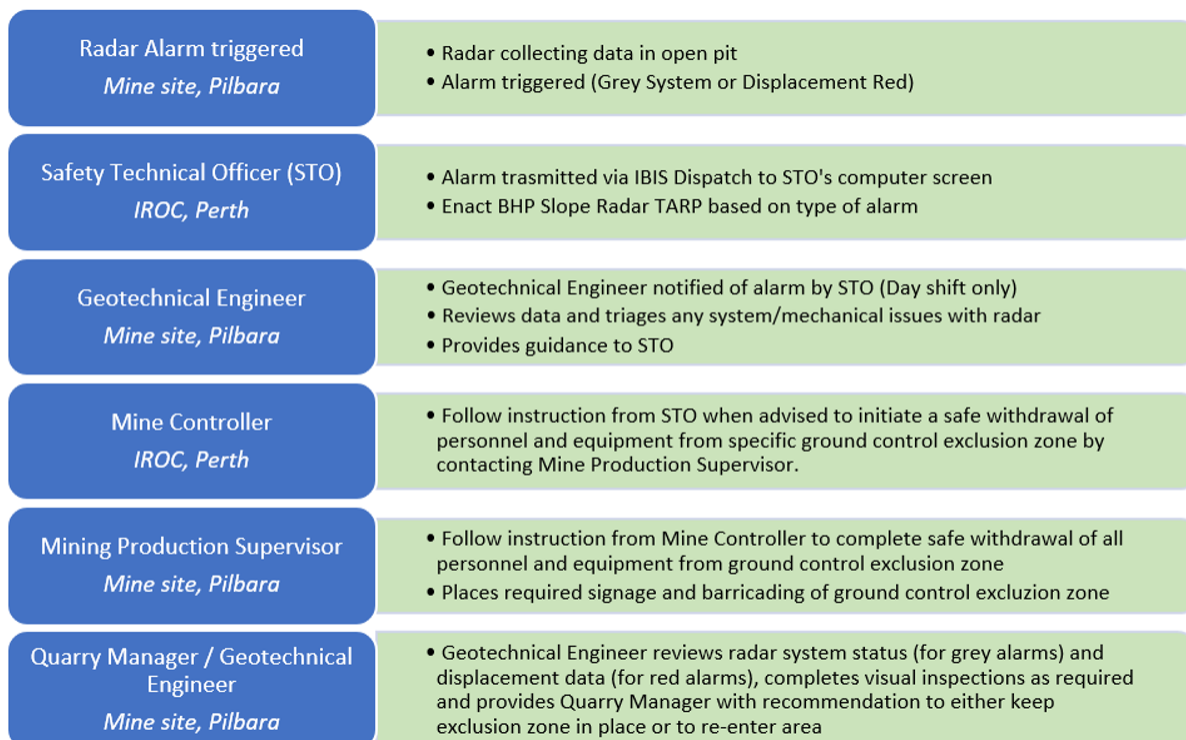 Radar Alarm triggered
Mine site, Pilbara
• Radar collecting data in open pit
• Alarm triggered (Grey System or Displacement Red)
Safety Technical Officer (STO)
IROC, Perth
• Alarm trasmitted via IBIS Dispatch to STO's computer screen
• Enact BHP Slope Radar TARP based on type of alarm
Geotechnical Engineer
Mine site, Pilbara
• Geotechnical Engineer notified of alarm by STO (Day shift only)
• Reviews data and triages any system/mechanical issues with radar
• Provides guidance to STO
Mine Controller
IROC, Perth
• Follow instruction from STO when advised to initiate a safe withdrawal of
personnel and equipment from specific ground control exclusion zone by
contacting Mine Production Supervisor.
Mining Production Supervisor
Mine site, Pilbara
• Follow instruction from Mine Controller to complete safe withdrawal of all
personnel and equipment from ground control exclusion zone
• Places required signage and barricading of ground control excluzion zone
Quarry Manager / Geotechnical
Engineer
Mine site, Pilbara
• Geotechnical Engineer reviews radar system status (for grey alarms) and
displacement data (for red alarms), completes visual inspections as required
and provides Quarry Manager with recommendation to either keep
exclusion zone in place or to re-enter area